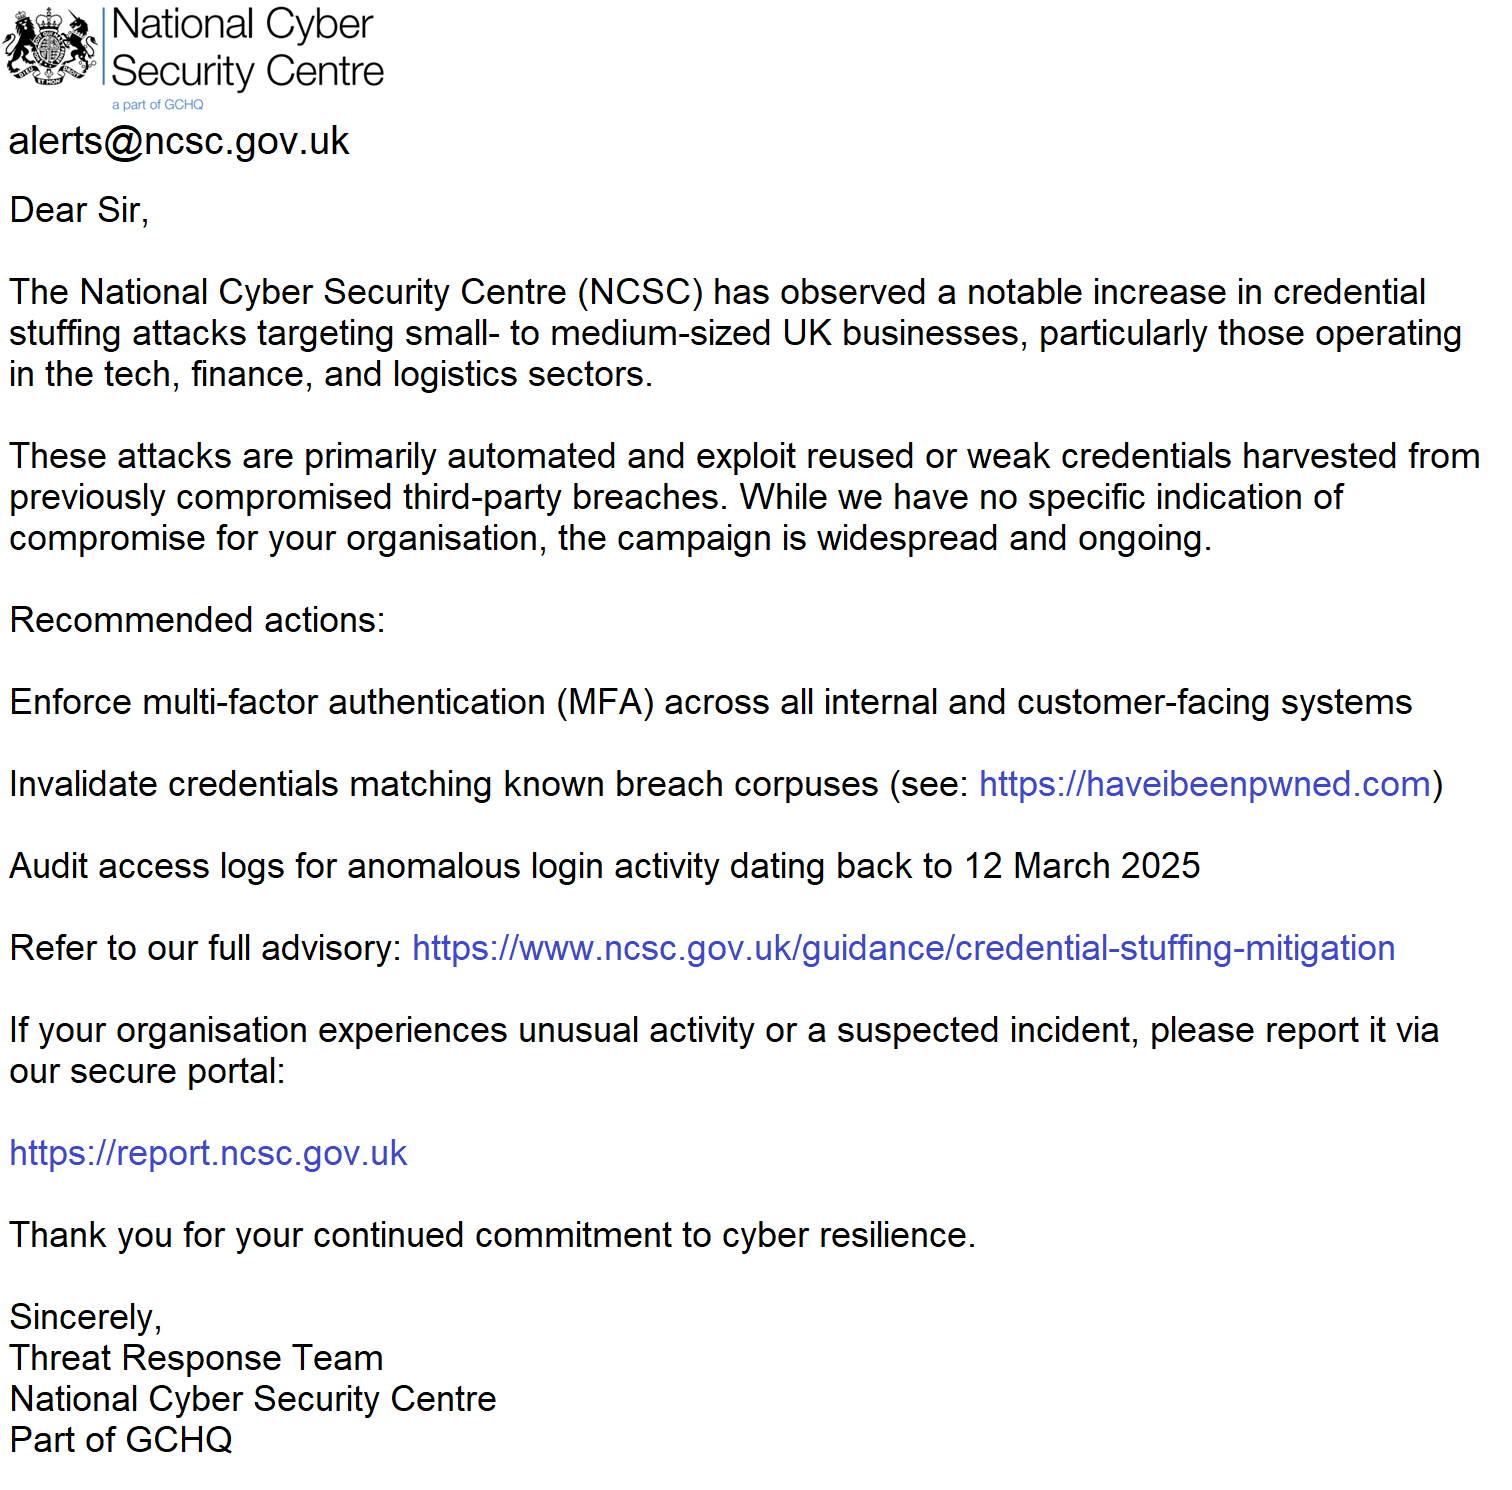 National Cyber
Security Centre
a part of GCHQ
alerts@ncsc.gov.uk
Dear Sir,
The National Cyber Security Centre (NCSC) has observed a notable increase in credential
stuffing attacks targeting small- to medium-sized UK businesses, particularly those operating
in the tech, finance, and logistics sectors.
These attacks are primarily automated and exploit reused or weak credentials harvested from
previously compromised third-party breaches. While we have no specific indication of
compromise for your organisation, the campaign is widespread and ongoing.
Recommended actions:
Enforce multi-factor authentication (MFA) across all internal and customer-facing systems
Invalidate credentials matching known breach corpuses (see: https://haveibeenpwned.com)
Audit access logs for anomalous login activity dating back to 12 March 2025
Refer to our full advisory: https://www.ncsc.gov.uk/guidance/credential-stuffing-mitigation
If your organisation experiences unusual activity or a suspected incident, please report it via
our secure portal:
https://report.ncsc.gov.uk
Thank you for your continued commitment to cyber resilience.
Sincerely,
Threat Response Team
National Cyber Security Centre
Part of GCHQ